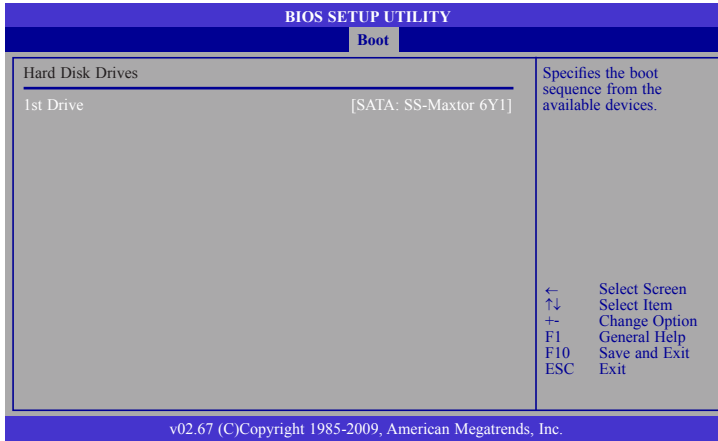 BIOS SETUP UTILITY
Boot
Hard Disk Drives
1st Drive [SATA: SS-Maxtor 6Y1]
Specifies the boot
sequence from the
available devices.
← Select Screen
↑↓ Select Item
+- Change Option
F1 General Help
F10 Save and Exit
ESC Exit
v02.67 (C)Copyright 1985-2009, American Megatrends, Inc.